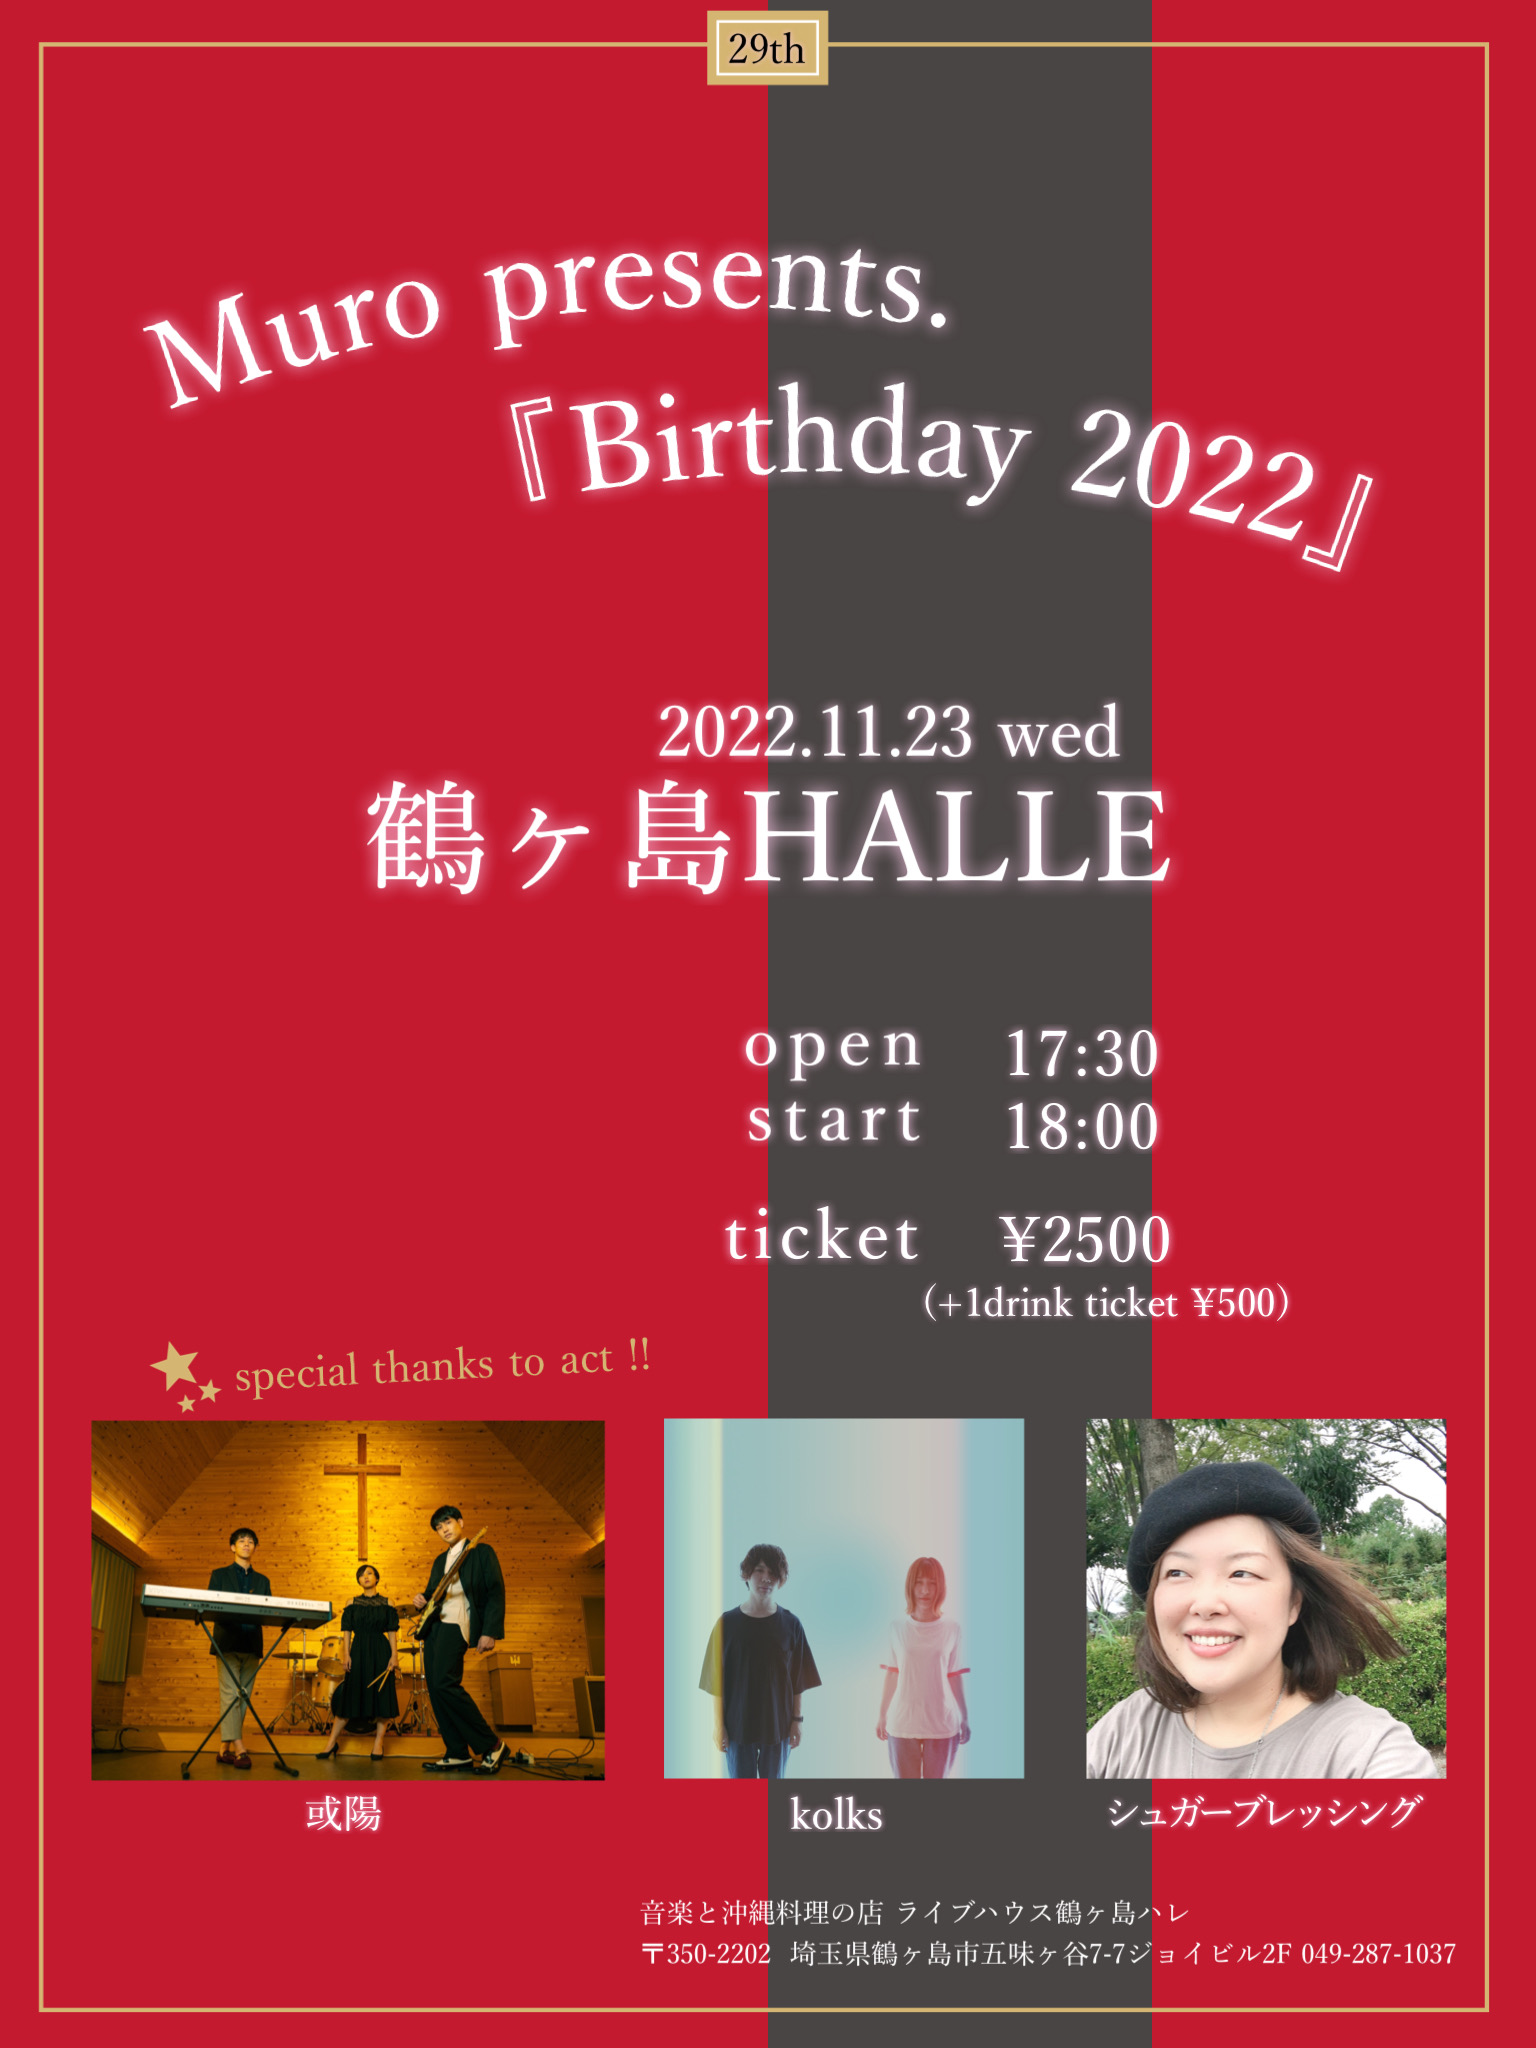 29th
Muro presents.
『Birthday 2022』
2022.11.23 wed
鶴ヶ島HALLE
open 17:30
start 18:00
ticket ¥2500
(+1drink ticket ¥500)
special thanks to act !!
或陽
kolks
シュガーブレッシング
音楽と沖縄料理の店 ライブハウス鶴ヶ島ハレ
〒350-2202 埼玉県鶴ヶ島市五味ヶ谷7-7ジョイビル2F 049-287-1037